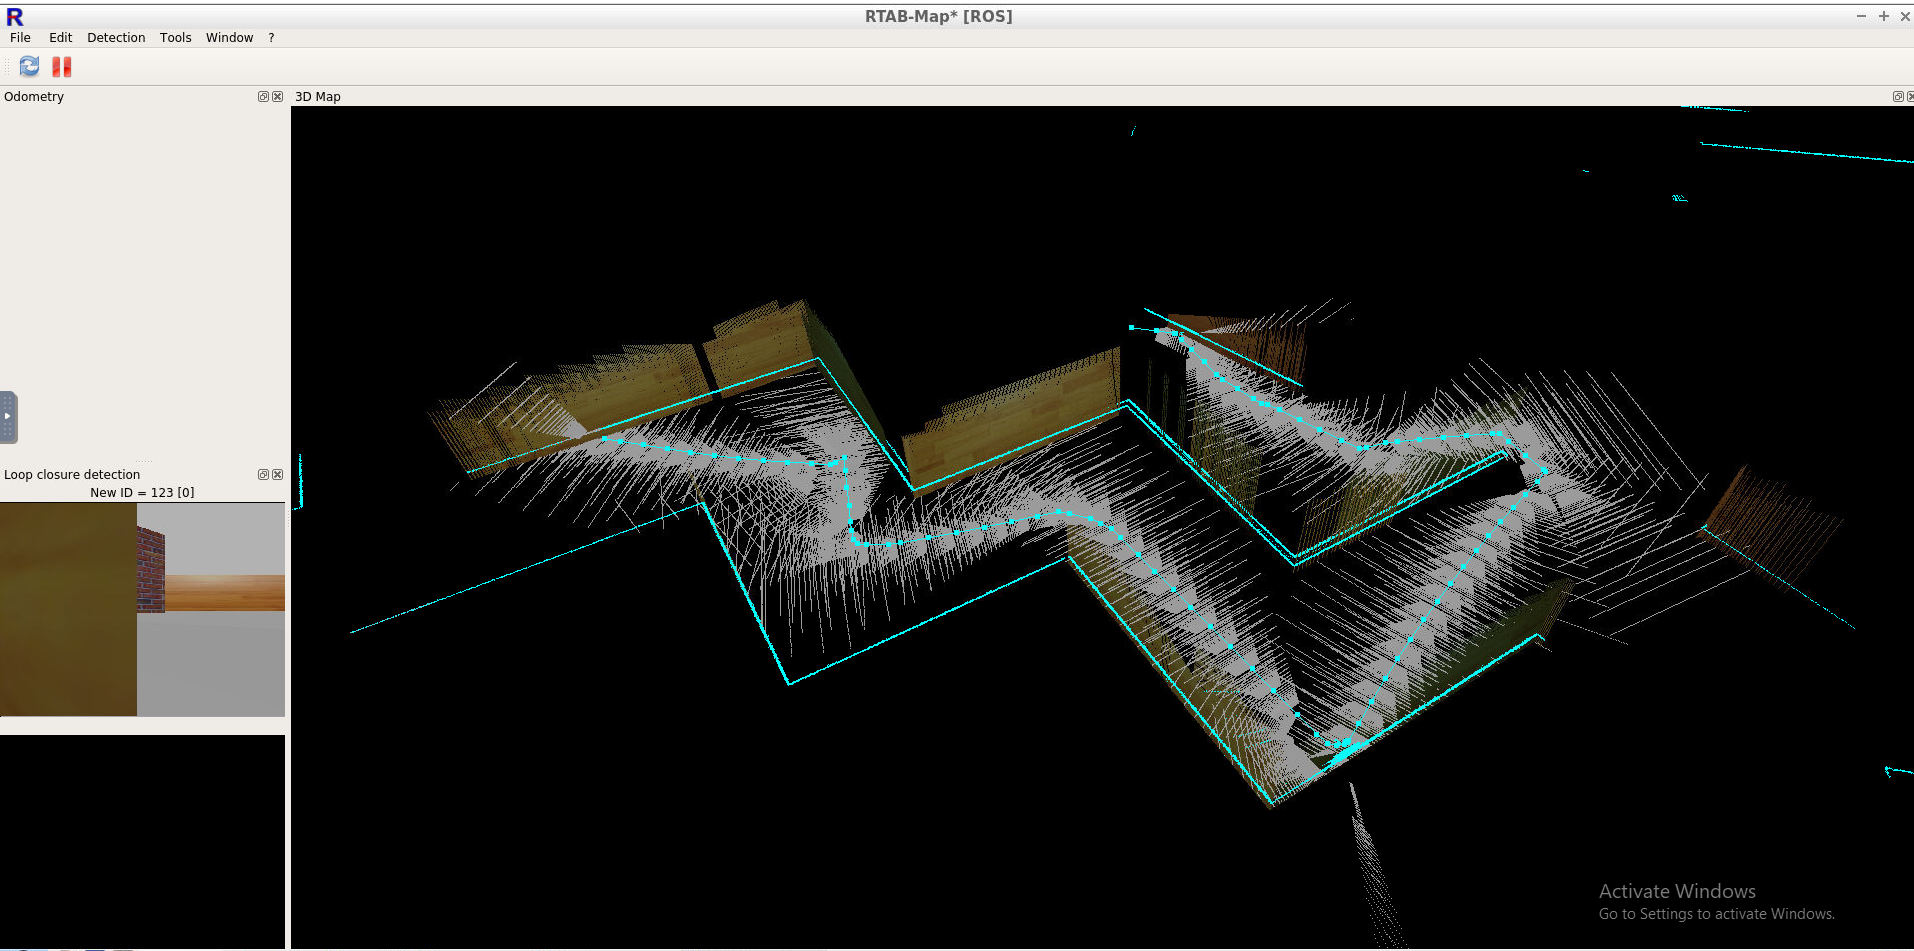 RTAB-Map* [ROS]
File Edit Detection Tools Window ?
Odometry
3D Map
Loop closure detection
New ID = 123 [0]
Activate Windows
Go to Settings to activate Windows.